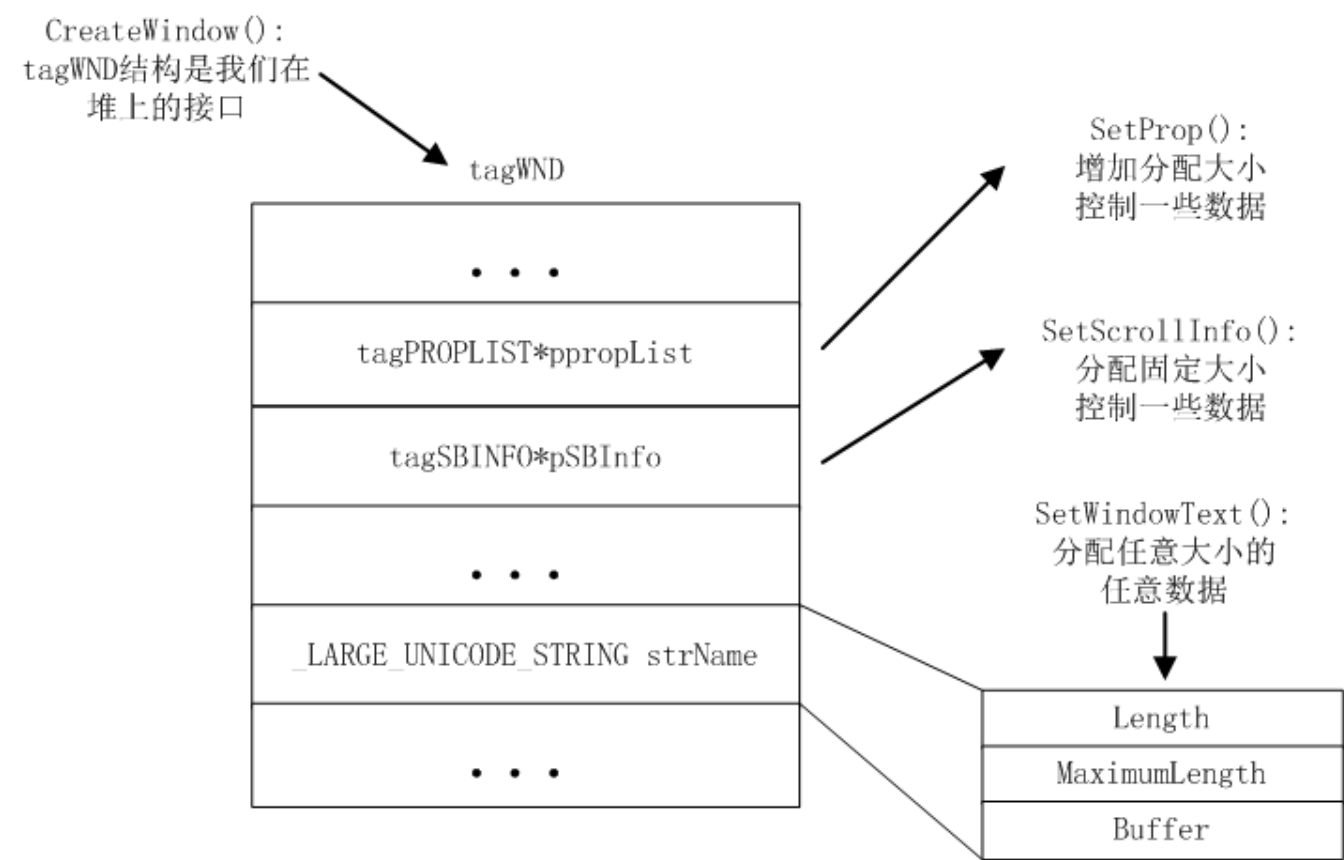 CreateWindow():
tagWND结构是我们在
堆上的接口
tagWND
...
tagPROPLIST*ppropList
tagSBINFO*pSBInfo
...
_LARGE_UNICODE_STRING strName
...
SetProp():
增加分配大小
控制一些数据
SetScrollInfo():
分配固定大小
控制一些数据
SetWindowText():
分配任意大小的
任意数据
Length
MaximumLength
Buffer